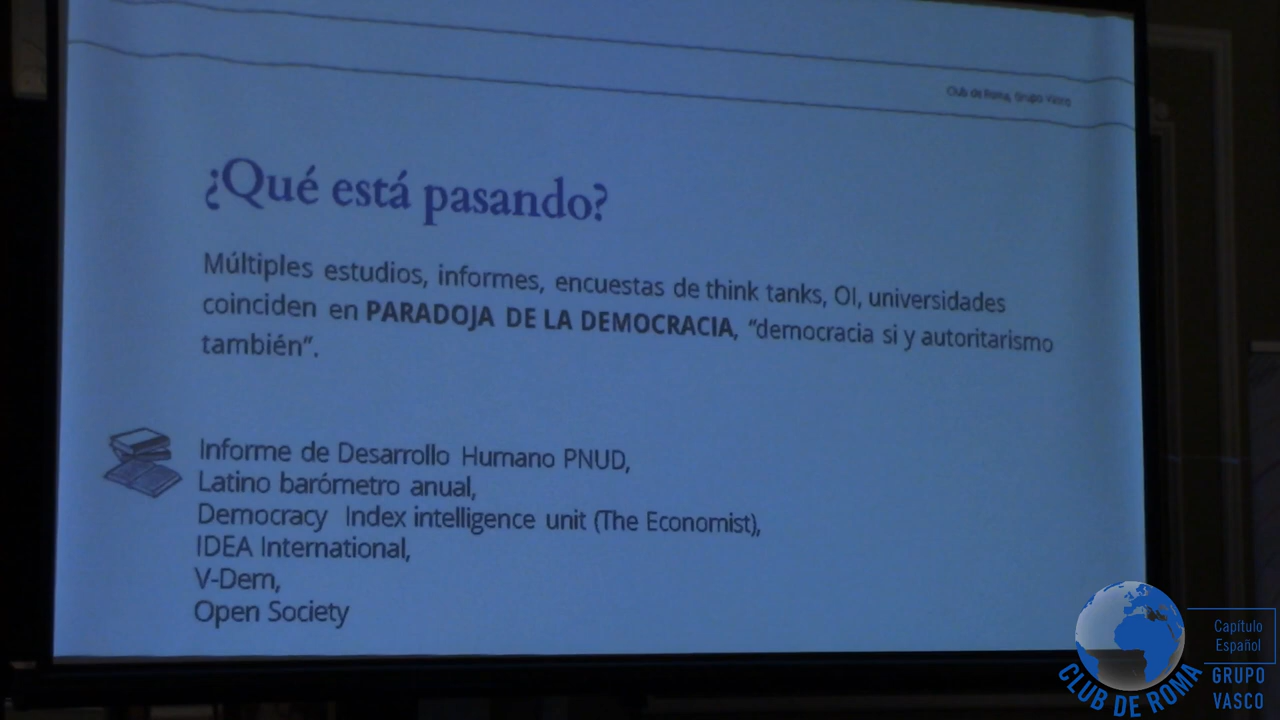 Club de Roma, Grupo Vasco
¿Qué está pasando?
Múltiples estudios, informes, encuestas de think tanks, OI, universidades
coinciden en PARADOJA DE LA DEMOCRACIA, “democracia si y autoritarismo
también”.
Informe de Desarrollo Humano PNUD,
Latino barómetro anual,
Democracy Index intelligence unit (The Economist),
IDEA International,
V-Dem,
Open Society
Capítulo
Español
GRUPO
VASCO
CLUB DE ROMA